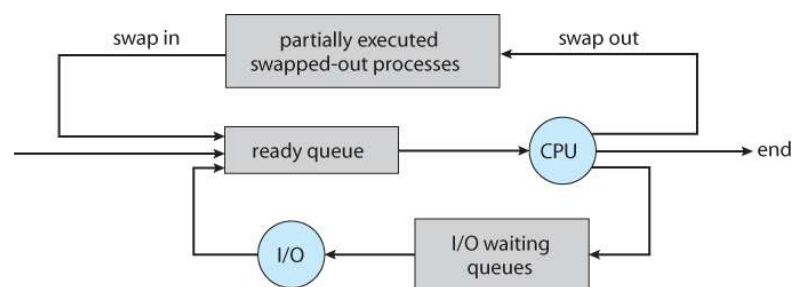 swap in
partially executed
swapped-out processes
swap out
ready queue
CPU
end
I/O
I/O waiting
queues